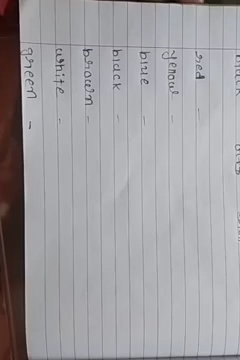 red -
yellow -
blue -
black -
brown -
white -
green -